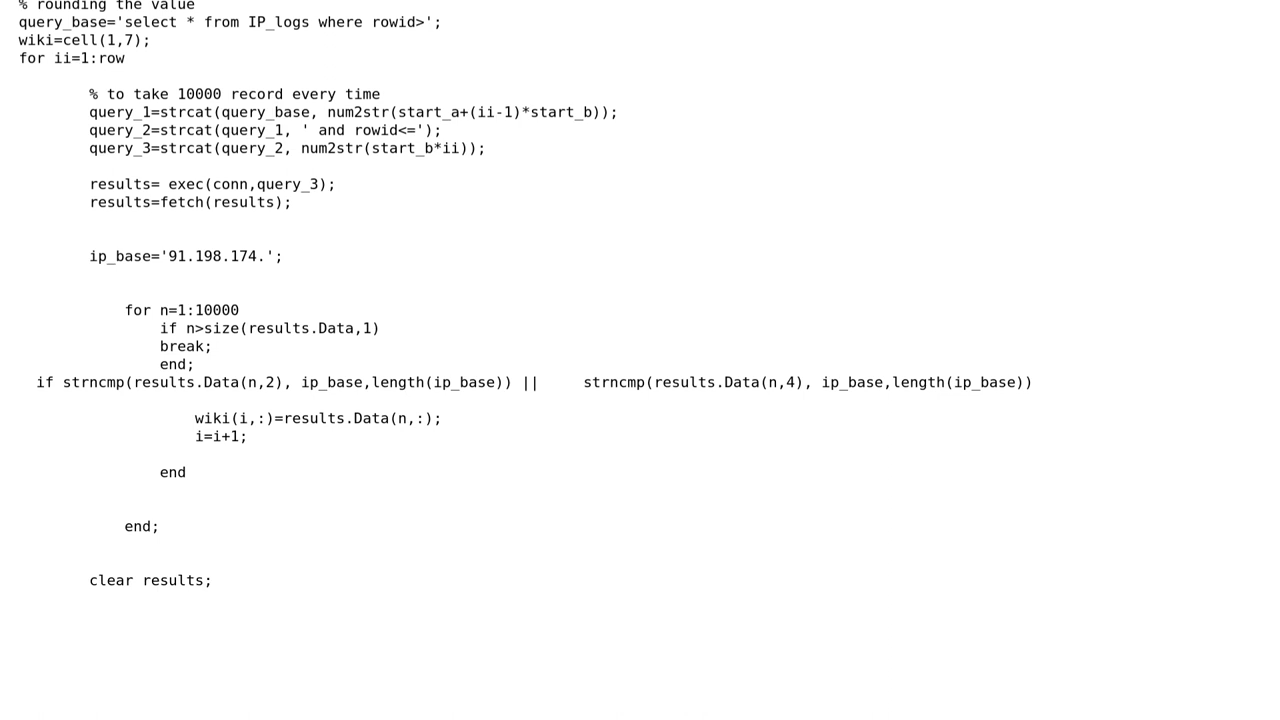 % rounding the value
query_base='select * from IP_logs where rowid>';
wiki=cell(1,7);
for ii=1:row
% to take 10000 record every time
query_1=strcat(query_base, num2str(start_a+(ii-1)*start_b));
query_2=strcat(query_1, ' and rowid<=');
query_3=strcat(query_2, num2str(start_b*ii));
results= exec(conn,query_3);
results=fetch(results);
ip_base='91.198.174.';
for n=1:10000
if n>size(results.Data,1)
break;
end;
if strncmp(results.Data(n,2), ip_base,length(ip_base)) ||     strncmp(results.Data(n,4), ip_base,length(ip_base))
wiki(i,:)=results.Data(n,:);
i=i+1;
end
end;
clear results;